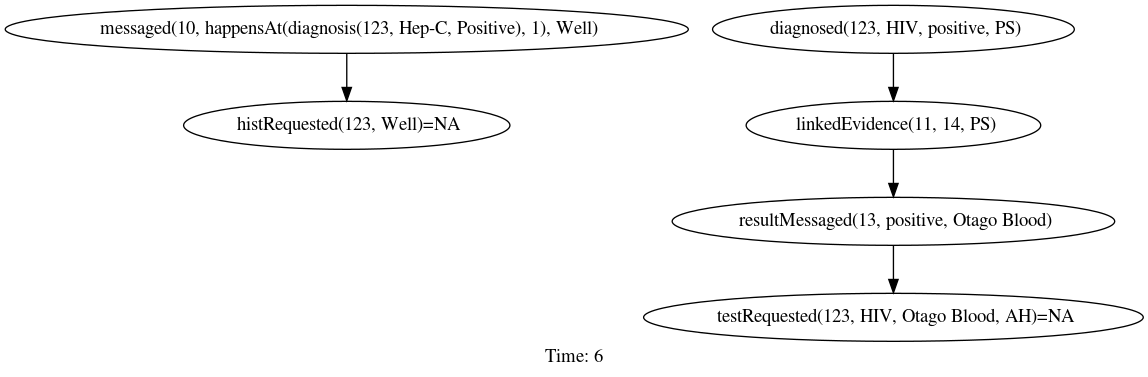 messaged(10, happensAt(diagnosis(123, Hep-C, Positive), 1), Well)
diagnosed(123, HIV, positive, PS)
histRequested(123, Well)=NA
linkedEvidence(11, 14, PS)
resultMessaged(13, positive, Otago Blood)
testRequested(123, HIV, Otago Blood, AH)=NA
Time: 6